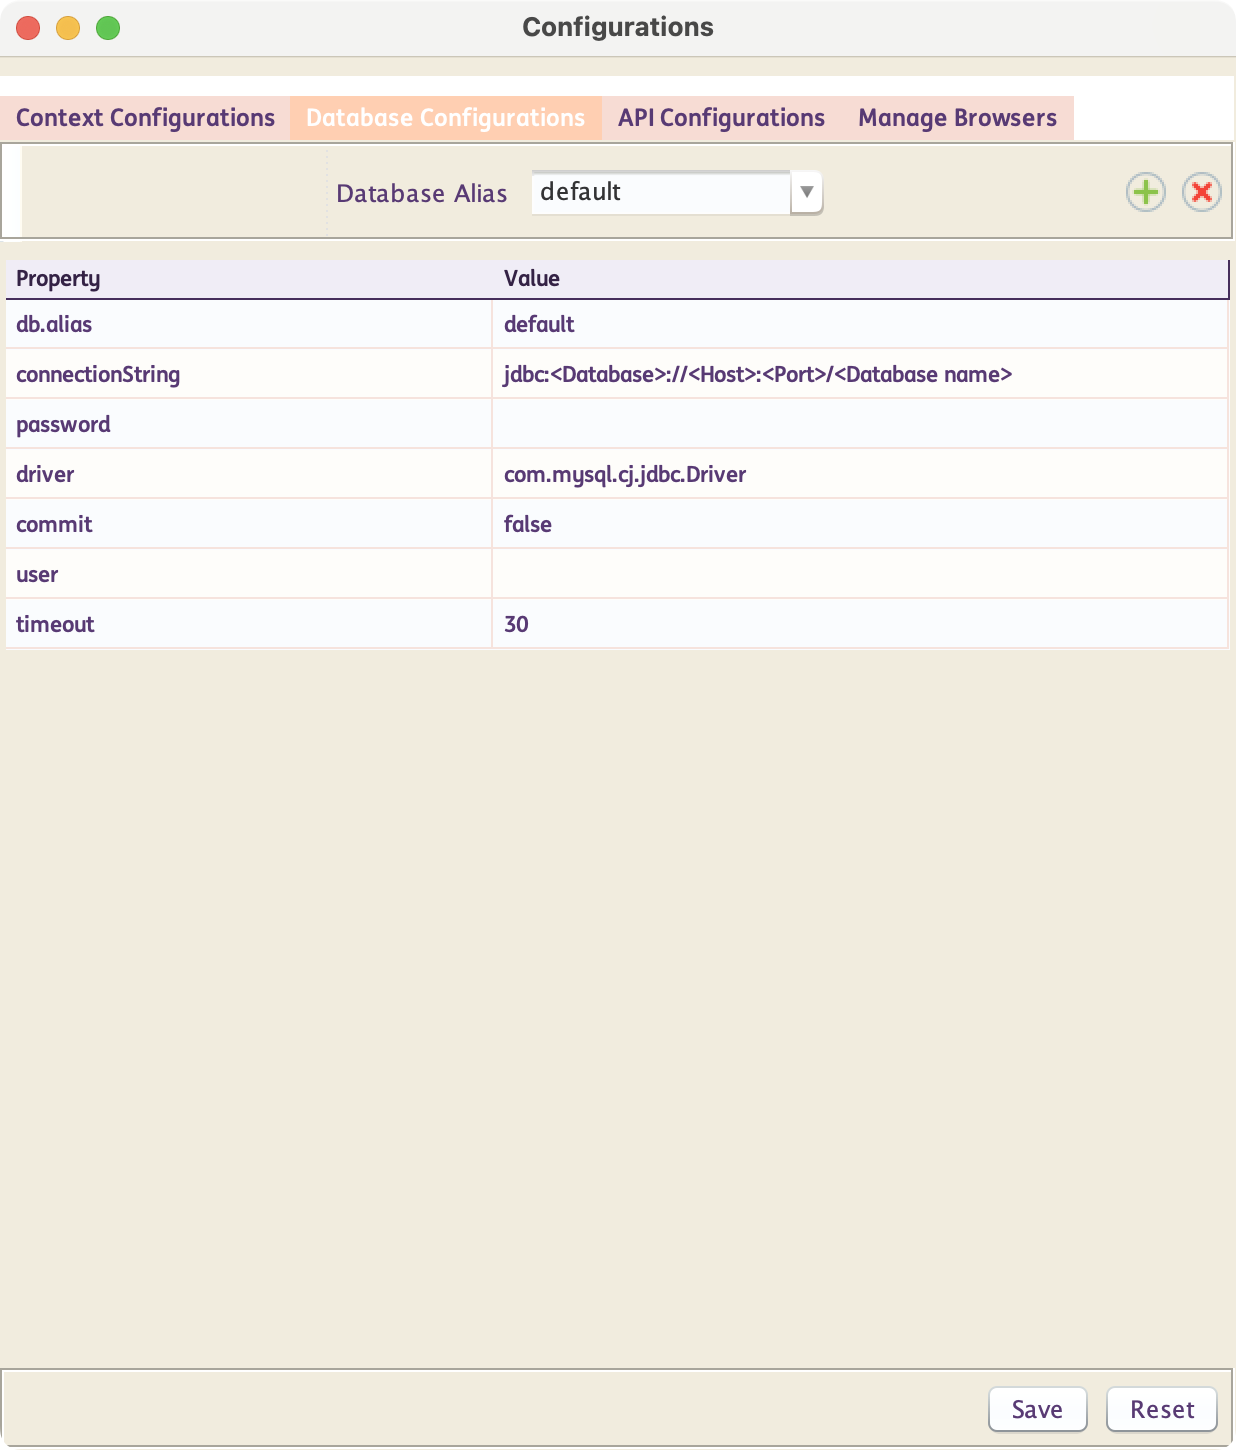 Configurations
Context Configurations Database Configurations API Configurations Manage Browsers
Database Alias default
Property Value
db.alias default
connectionString jdbc:<Database>://<Host>:<Port>/<Database name>
password
driver com.mysql.cj.jdbc.Driver
commit false
user
timeout 30
Save Reset